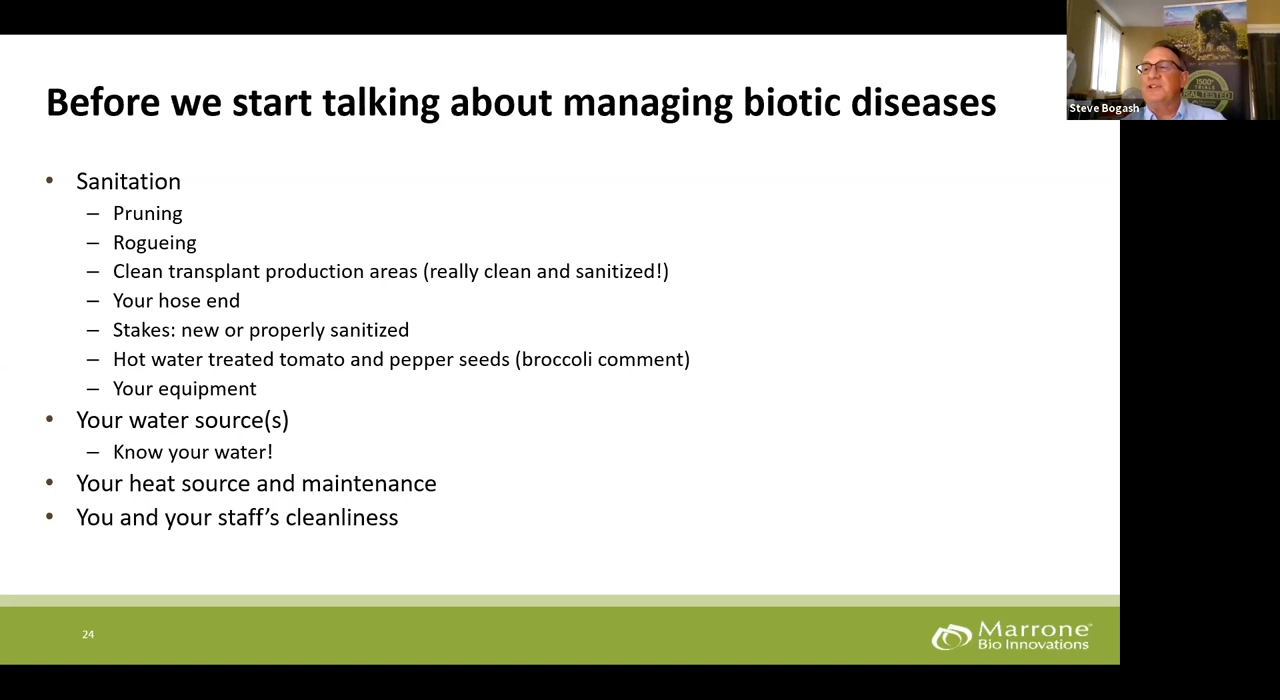 Before we start talking about managing biotic diseases
• Sanitation
– Pruning
– Rogueing
– Clean transplant production areas (really clean and sanitized!)
– Your hose end
– Stakes: new or properly sanitized
– Hot water treated tomato and pepper seeds (broccoli comment)
– Your equipment
• Your water source(s)
– Know your water!
• Your heat source and maintenance
• You and your staff’s cleanliness
24
Marrone
Bio Innovations
1500+
TRIALS
TESTED
Steve Bogash